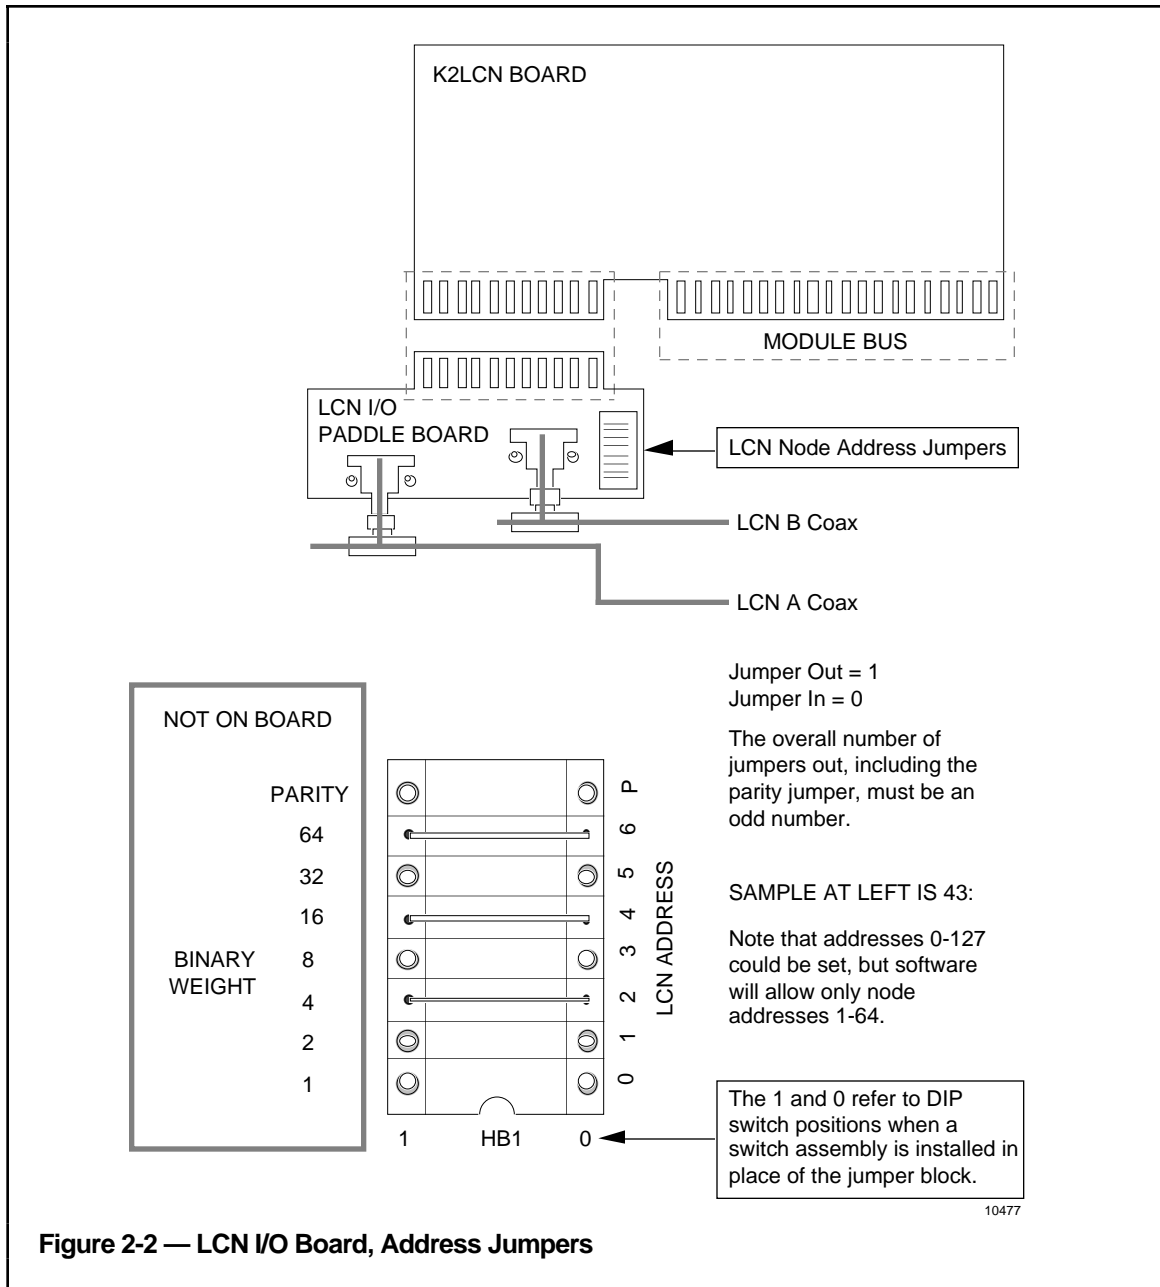 K2LCN BOARD
MODULE BUS
LCN I/O
PADDLE BOARD
LCN Node Address Jumpers
LCN B Coax
LCN A Coax
Jumper Out = 1
Jumper In = 0
The overall number of
jumpers out, including the
parity jumper, must be an
odd number.
SAMPLE AT LEFT IS 43:
Note that addresses 0-127
could be set, but software
will allow only node
addresses 1-64.
NOT ON BOARD
PARITY
64
32
16
8
4
2
1
BINARY
WEIGHT
P
6
5
4
3
2
1
0
LCN ADDRESS
1 HB1 0
The 1 and 0 refer to DIP
switch positions when a
switch assembly is installed in
place of the jumper block.
10477
Figure 2-2 — LCN I/O Board, Address Jumpers